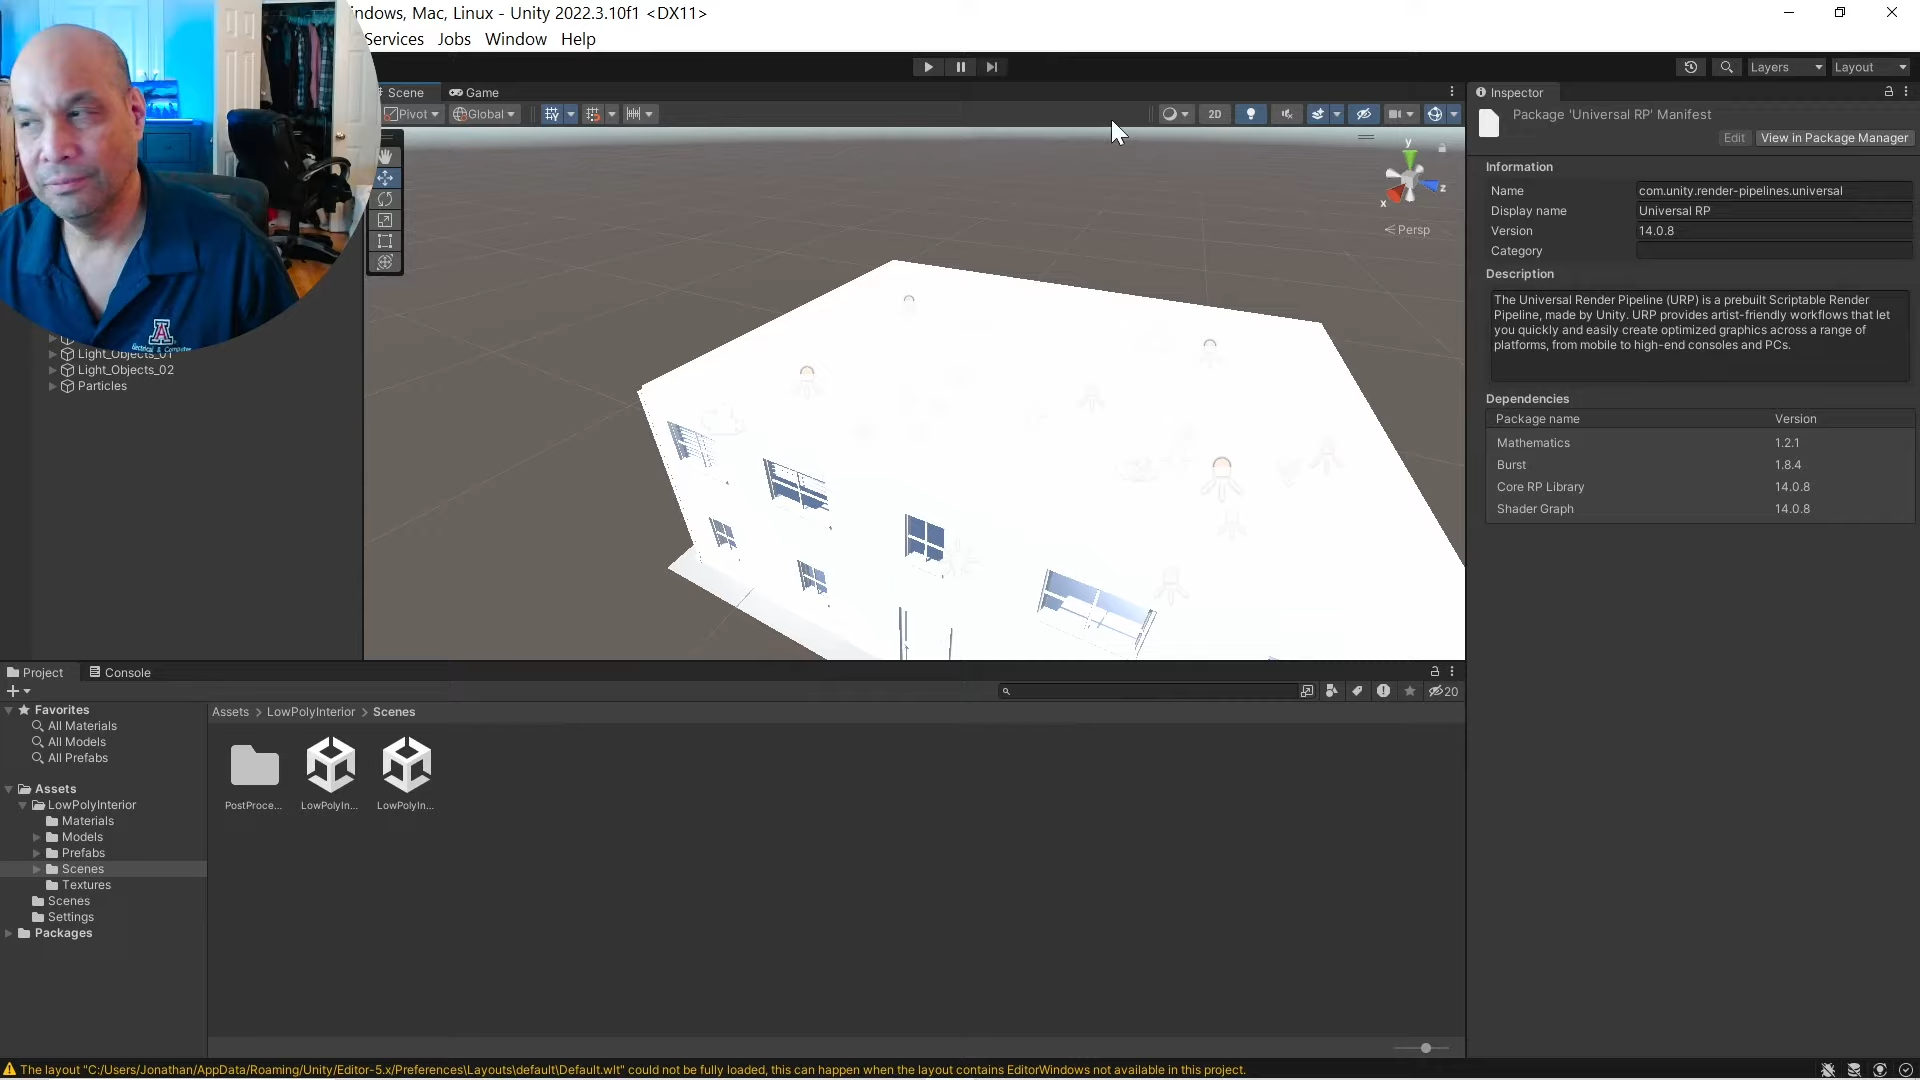 indows, Mac, Linux - Unity 2022.3.10f1 <DX11>
Services Jobs Window Help
Layers Layout
Scene Game
Pivot Global 2D
y
z
x
Persp
Light_Objects_01
Light_Objects_02
Particles
Inspector
Package 'Universal RP' Manifest
Edit View in Package Manager
Information
Name com.unity.render-pipelines.universal
Display name Universal RP
Version 14.0.8
Category
Description
The Universal Render Pipeline (URP) is a prebuilt Scriptable Render
Pipeline, made by Unity. URP provides artist-friendly workflows that let
you quickly and easily create optimized graphics across a range of
platforms, from mobile to high-end consoles and PCs.
Dependencies
Package name Version
Mathematics 1.2.1
Burst 1.8.4
Core RP Library 14.0.8
Shader Graph 14.0.8
Project Console
20
Favorites
All Materials
All Models
All Prefabs
Assets
LowPolyInterior
Materials
Models
Prefabs
Scenes
Textures
Scenes
Settings
Packages
Assets > LowPolyInterior > Scenes
PostProce... LowPolyIn... LowPolyIn...
The layout "C:/Users/Jonathan/AppData/Roaming/Unity/Editor-5.x/Preferences\Layouts\default\Default.wlt" could not be fully loaded, this can happen when the layout contains EditorWindows not available in this project.